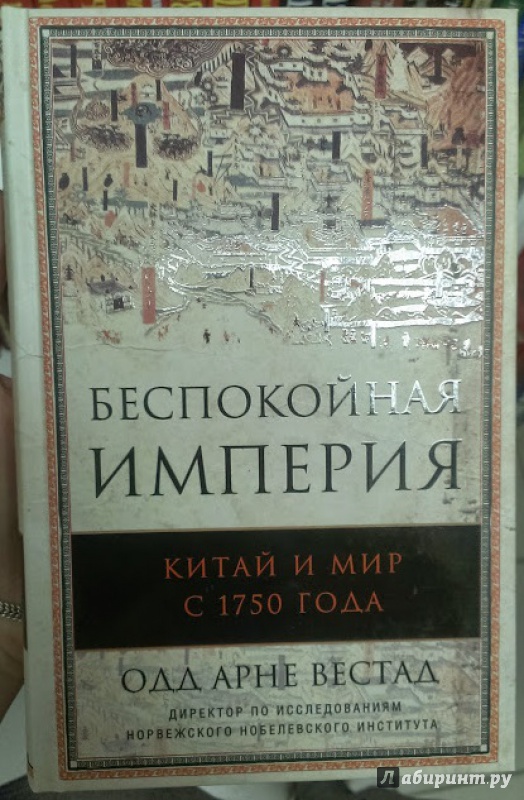 БЕСПОКОЙНАЯ
ИМПЕРИЯ
КИТАЙ И МИР
С 1750 ГОДА
ОДД АРНЕ ВЕСТАД
ДИРЕКТОР ПО ИССЛЕДОВАНИЯМ
НОРВЕЖСКОГО НОБЕЛЕВСКОГО ИНСТИТУТА
Лабиринт.ру